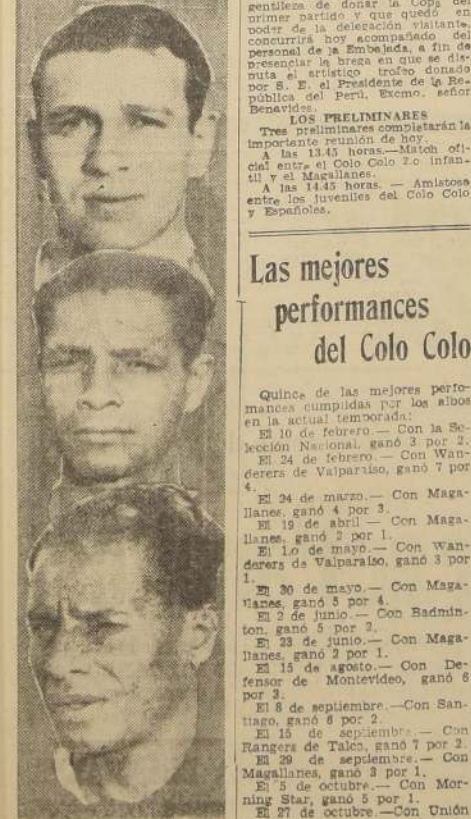 gentileza de donar la Copa del
primer partido y que quedó en
poder de la delegación visitante,
concurrirá hoy acompañado del
personal de la Embajada, a fin de
presenciar la brega en que se dis-
puta el artístico trofeo donado
por S. E. el Presidente de la Re-
pública del Perú, Excmo. señor
Benavides.
LOS PRELIMINARES
Tres preliminares completarán la
importante reunión de hoy.
A las 13.45 horas.—Match ofi-
cial entre el Colo Colo 2.o infan-
til y el Magallanes.
A las 14.45 horas. — Amistoso
entre los juveniles del Colo Colo
y Españoles.
Las mejores
performances
del Colo Colo
Quince de las mejores perfo-
mances cumplidas por los albos
en la actual temporada:
El 10 de febrero.— Con la Se-
lección Nacional, ganó 3 por 2.
El 24 de febrero.— Con Wan-
derers de Valparaíso, ganó 7 por
4.
El 24 de marzo.— Con Maga-
llanes, ganó 4 por 3.
El 19 de abril — Con Maga-
llanes, ganó 2 por 1.
El 1.o de mayo.— Con Wan-
derers de Valparaíso, ganó 3 por
1.
El 30 de mayo.— Con Maga-
llanes, ganó 5 por 4.
El 2 de junio.— Con Badmin-
ton, ganó 5 por 2.
El 23 de junio.— Con Maga-
llanes, ganó 2 por 1.
El 15 de agosto.— Con De-
fensor de Montevideo, ganó 6
por 3.
El 8 de septiembre.—Con San-
tiago, ganó 6 por 2.
El 15 de septiembre.— Con
Rangers de Talca, ganó 7 por 2.
El 29 de septiembre.— Con
Magallanes, ganó 3 por 1.
El 5 de octubre.— Con Mor-
ning Star, ganó 5 por 1.
El 27 de octubre.—Con Unión